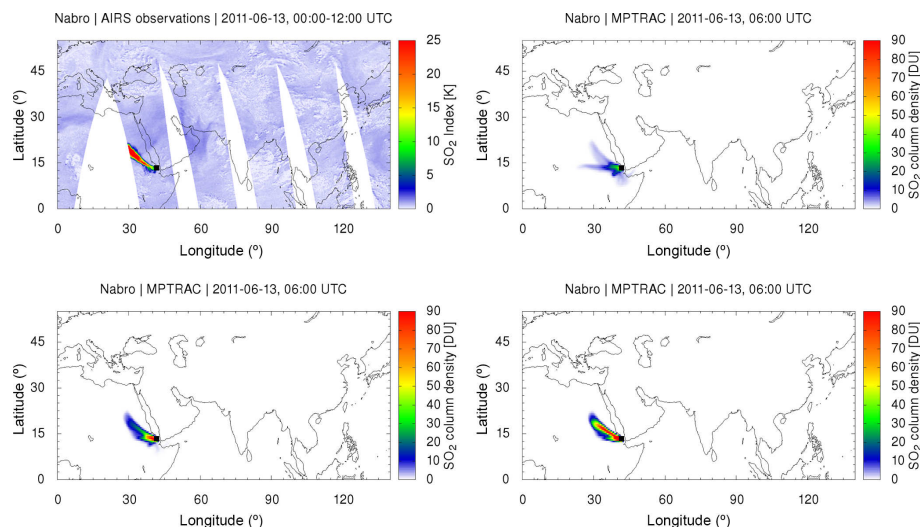 Nabro | AIRS observations | 2011-06-13, 00:00-12:00 UTC
Latitude (º)
45
30
15
0
0 30 60 90 120
Longitude (º)
25
20
15
10
5
0
SO2 Index [K]
Nabro | MPTRAC | 2011-06-13, 06:00 UTC
Latitude (º)
45
30
15
0
0 30 60 90 120
Longitude (º)
90
80
70
60
50
40
30
20
10
0
SO2 column density [DU]
Nabro | MPTRAC | 2011-06-13, 06:00 UTC
Latitude (º)
45
30
15
0
0 30 60 90 120
Longitude (º)
90
80
70
60
50
40
30
20
10
0
SO2 column density [DU]
Nabro | MPTRAC | 2011-06-13, 06:00 UTC
Latitude (º)
45
30
15
0
0 30 60 90 120
Longitude (º)
90
80
70
60
50
40
30
20
10
0
SO2 column density [DU]